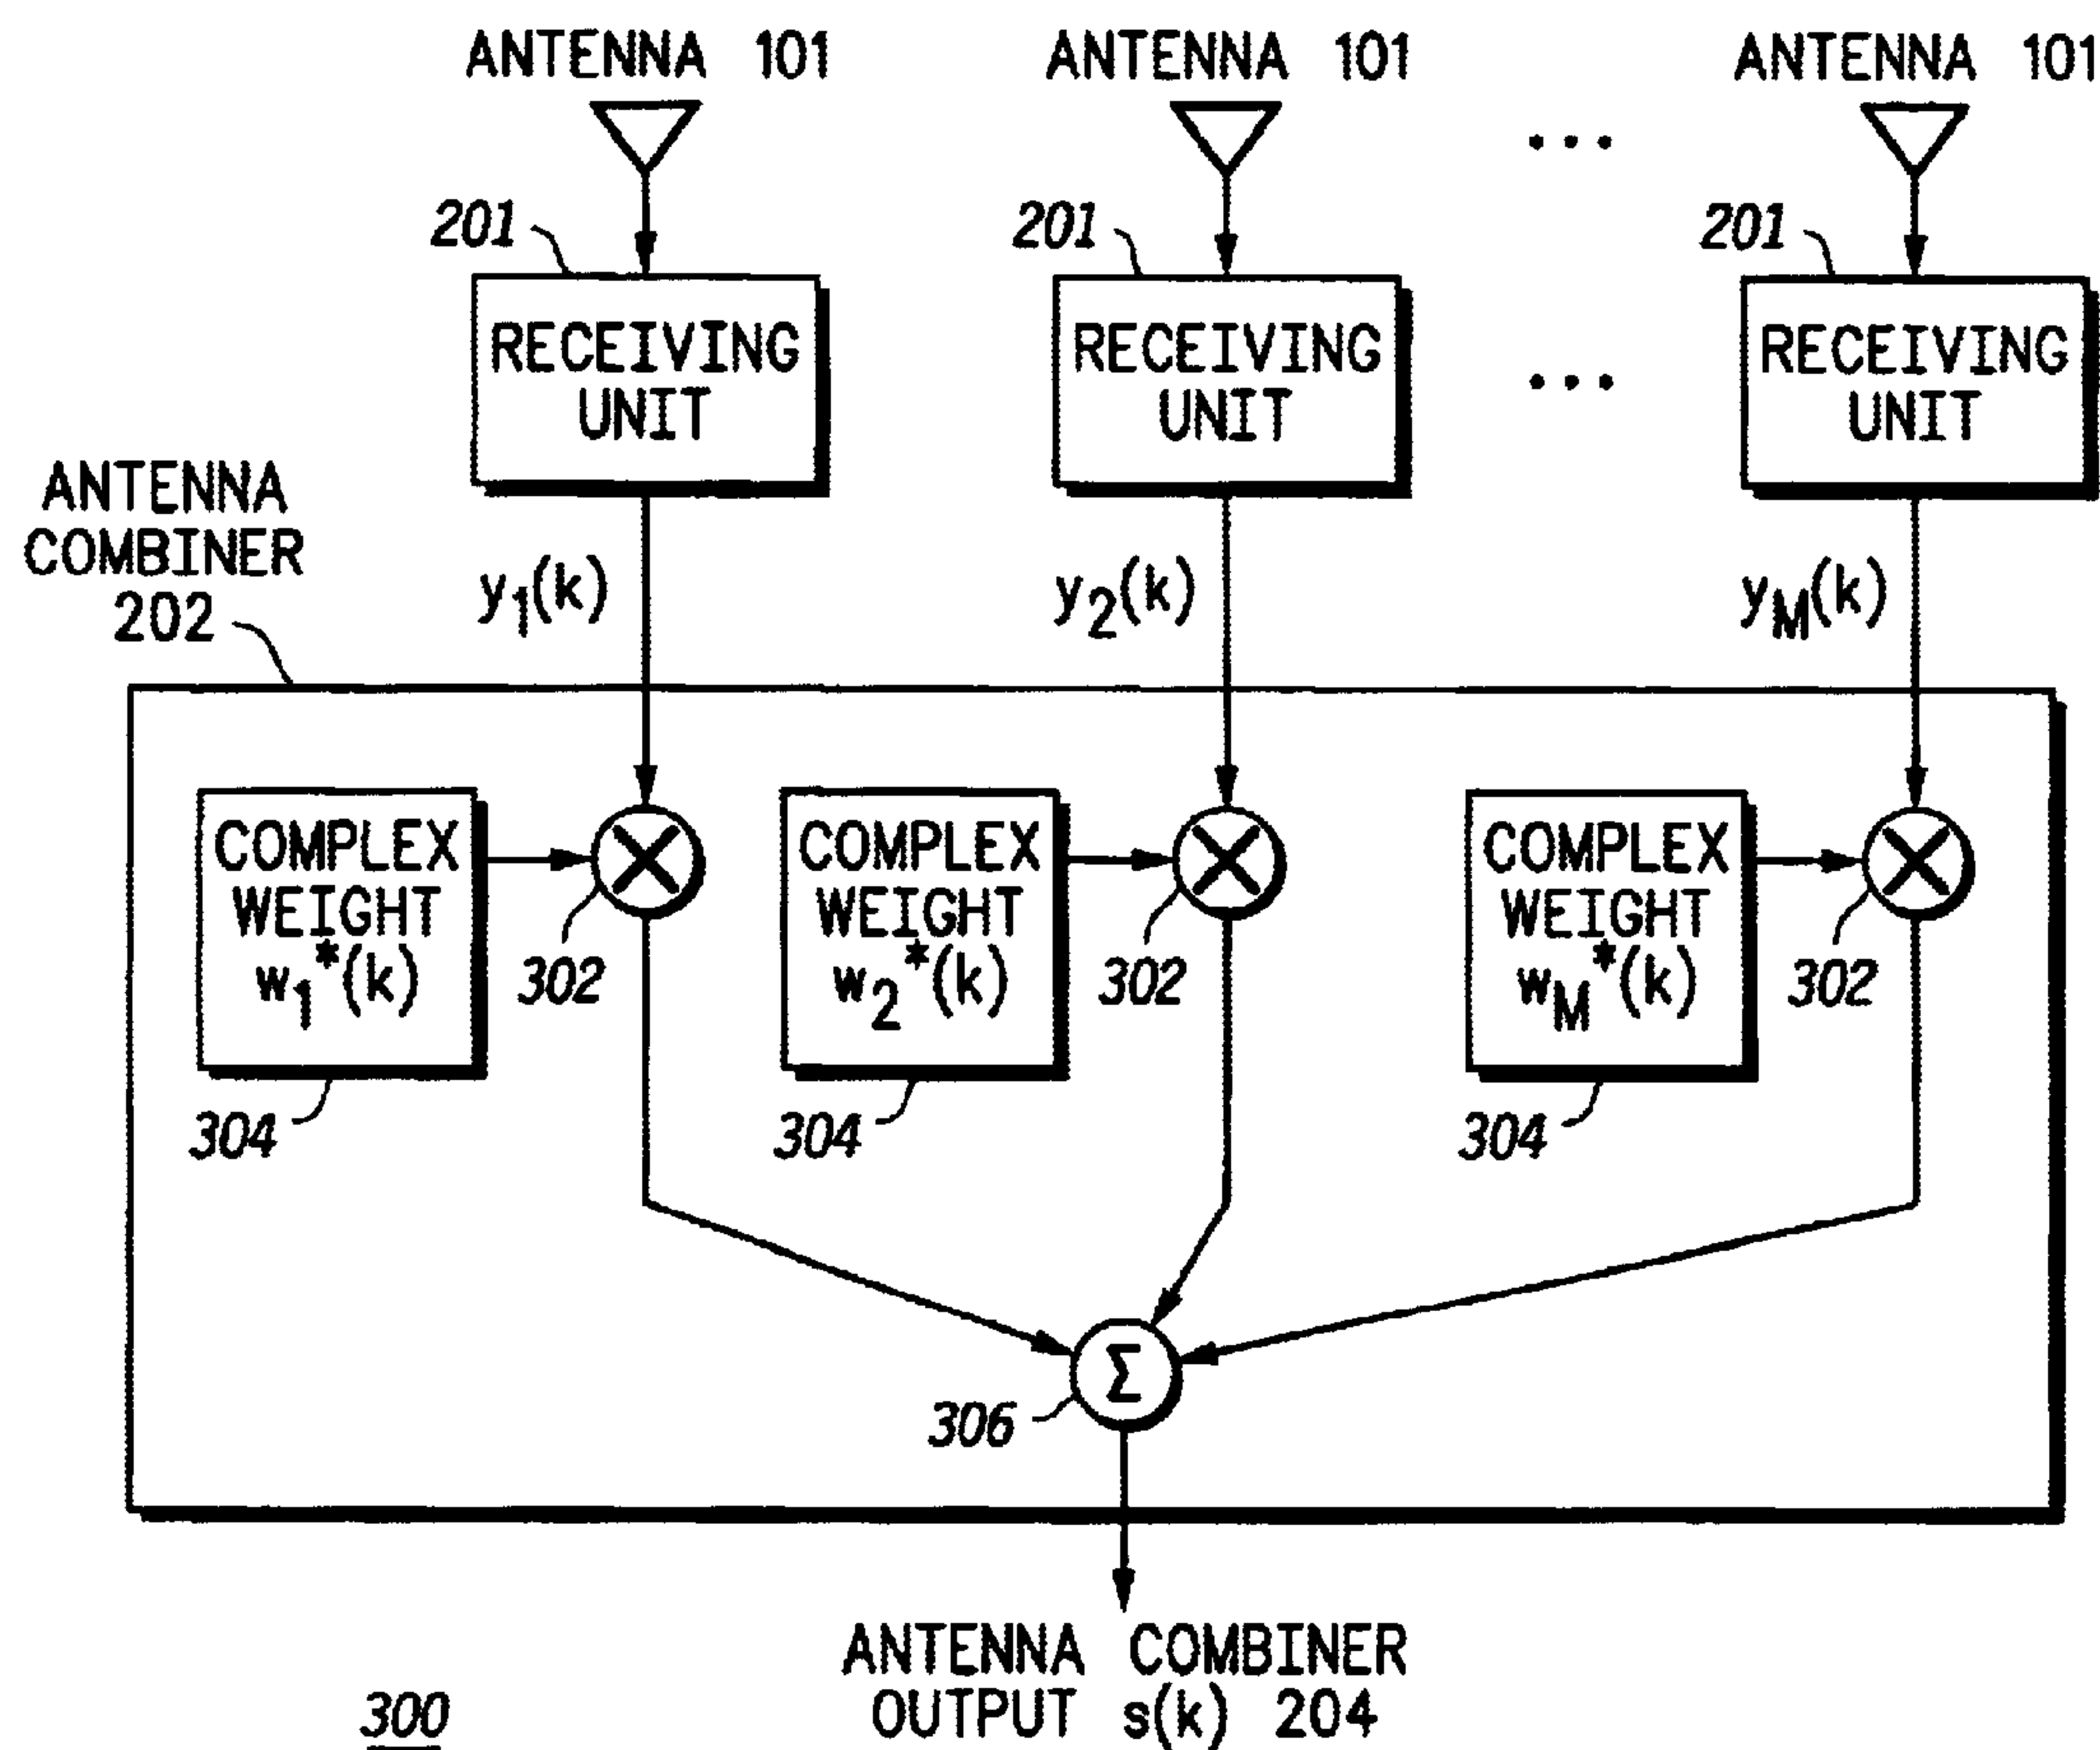 ANTENNA 101 ANTENNA 101 ANTENNA 101
...
201 201 201
RECEIVING UNIT
RECEIVING UNIT
...
RECEIVING UNIT
ANTENNA
COMBINER
202
y1(k) y2(k) yM(k)
COMPLEX
WEIGHT
w1*(k)
302
304
COMPLEX
WEIGHT
w2*(k)
302
304
COMPLEX
WEIGHT
wM*(k)
302
304
Σ
306
ANTENNA COMBINER
OUTPUT s(k) 204
300